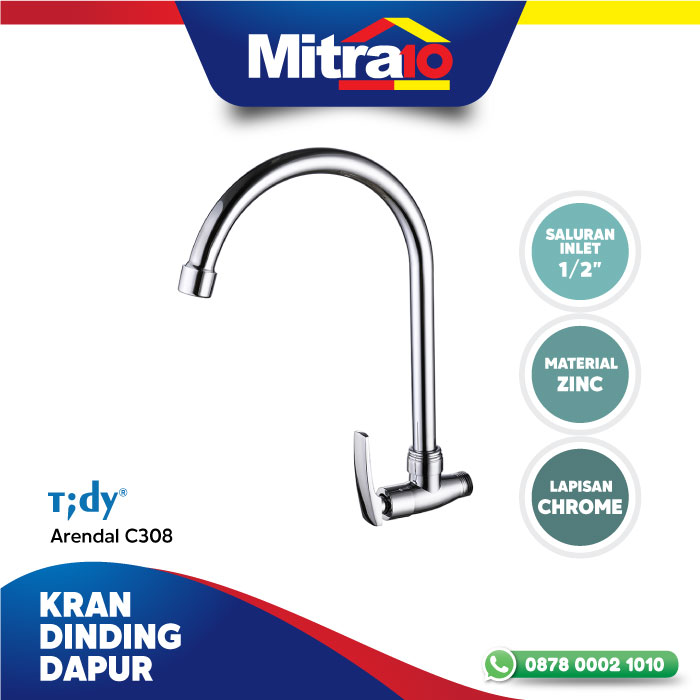 Mitra10
SALURAN
INLET
1/2"
MATERIAL
ZINC
LAPISAN
CHROME
Tidy®
Arendal C308
KRAN
DINDING
DAPUR
0878 0002 1010